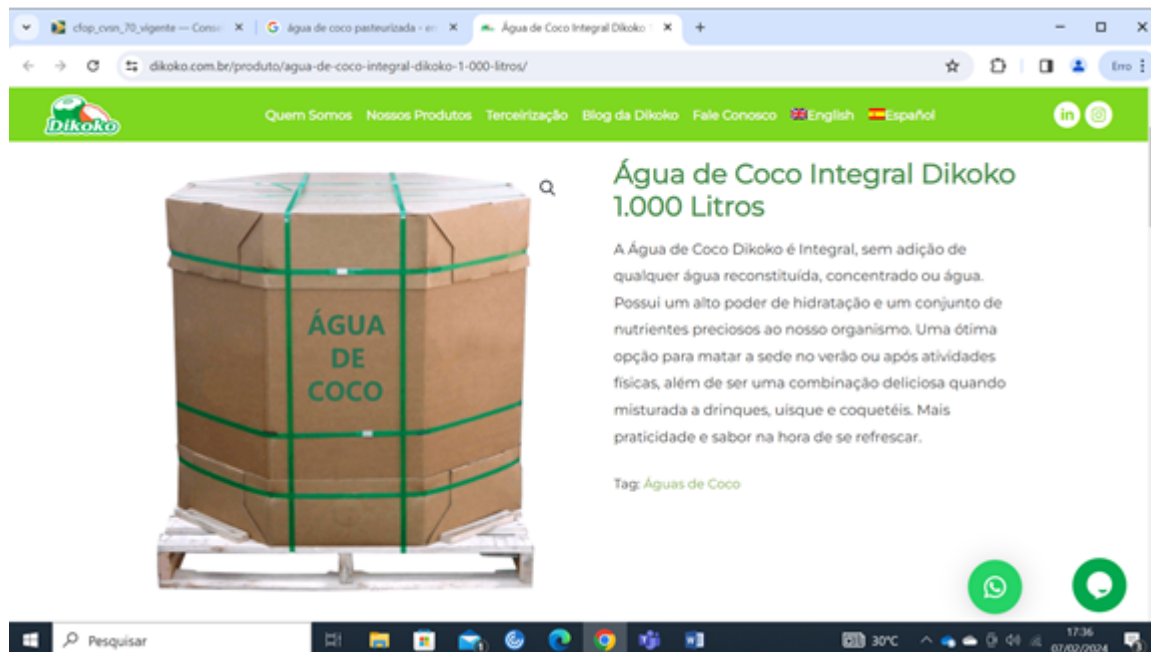 cfop_cvsn_70_vigente — Conse
água de coco pasteurizada - en
Água de Coco Integral Dikoko 1
dikoko.com.br/produto/agua-de-coco-integral-dikoko-1-000-litros/
Erro
Dikoko
Quem Somos Nossos Produtos Terceirização Blog da Dikoko Fale Conosco English Español
in
Água de Coco Integral Dikoko
1.000 Litros
A Água de Coco Dikoko é Integral, sem adição de
qualquer água reconstituída, concentrado ou água.
Possui um alto poder de hidratação e um conjunto de
nutrientes preciosos ao nosso organismo. Uma ótima
opção para matar a sede no verão ou após atividades
físicas, além de ser uma combinação deliciosa quando
misturada a drinques, uísque e coquetéis. Mais
praticidade e sabor na hora de se refrescar.
Tag: Águas de Coco
ÁGUA
DE
COCO
Pesquisar
30°C
17:36
07/02/2024